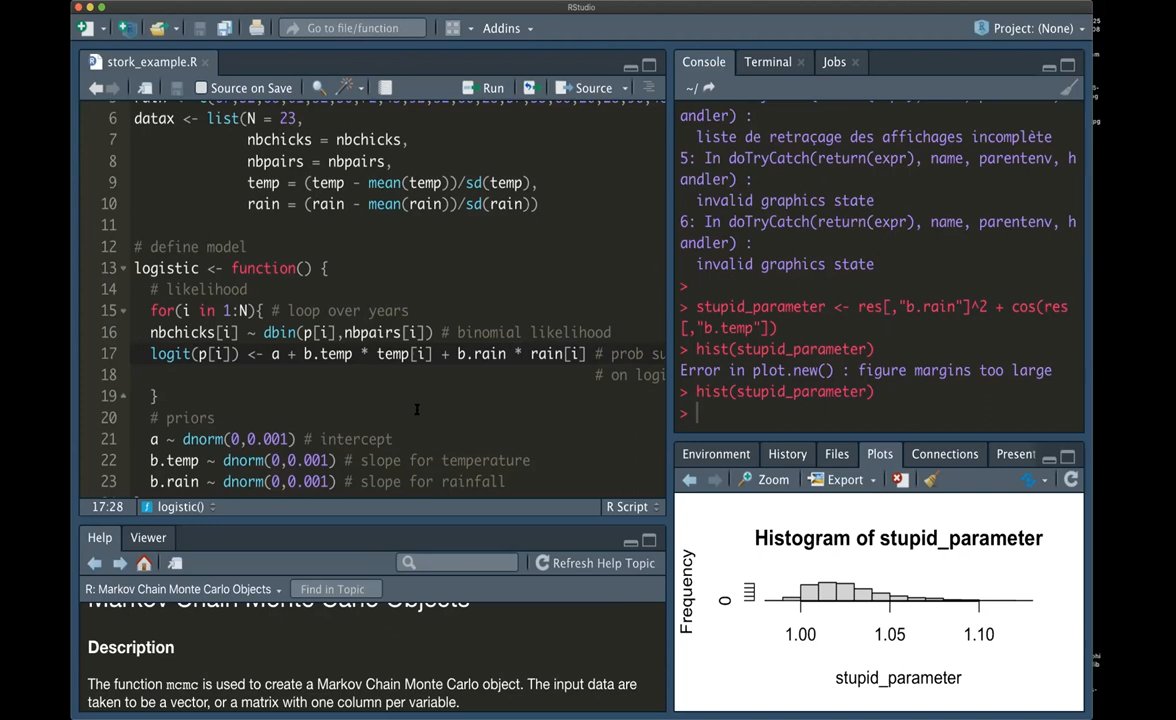 RStudio
Go to file/function
Addins
Project: (None)
stork_example.R
Source on Save
Run
Source
6 datax <- list(N = 23,
7 nbchicks = nbchicks,
8 nbpairs = nbpairs,
9 temp = (temp - mean(temp))/sd(temp),
10 rain = (rain - mean(rain))/sd(rain))
11
12 # define model
13 logistic <- function() {
14 # likelihood
15 for(i in 1:N){ # loop over years
16 nbchicks[i] ~ dbin(p[i],nbpairs[i]) # binomial likelihood
17 logit(p[i]) <- a + b.temp * temp[i] + b.rain * rain[i] # prob su
18 # on logi
19 }
20 # priors
21 a ~ dnorm(0,0.001) # intercept
22 b.temp ~ dnorm(0,0.001) # slope for temperature
23 b.rain ~ dnorm(0,0.001) # slope for rainfall
17:28 logistic() R Script
Help Viewer
Refresh Help Topic
R: Markov Chain Monte Carlo Objects Find in Topic
Markov Chain Monte Carlo Objects
Description
The function mcmc is used to create a Markov Chain Monte Carlo object. The input data are
taken to be a vector, or a matrix with one column per variable.
Console Terminal Jobs
~/
andler) :
liste de retraçage des affichages incomplète
5: In doTryCatch(return(expr), name, parentenv, h
andler) :
invalid graphics state
6: In doTryCatch(return(expr), name, parentenv, h
andler) :
invalid graphics state
>
> stupid_parameter <- res[,"b.rain"]^2 + cos(res
[,"b.temp"])
> hist(stupid_parameter)
Error in plot.new() : figure margins too large
> hist(stupid_parameter)
>
Environment History Files Plots Connections Present
Zoom Export
Histogram of stupid_parameter
Frequency
0
1.00 1.05 1.10
stupid_parameter